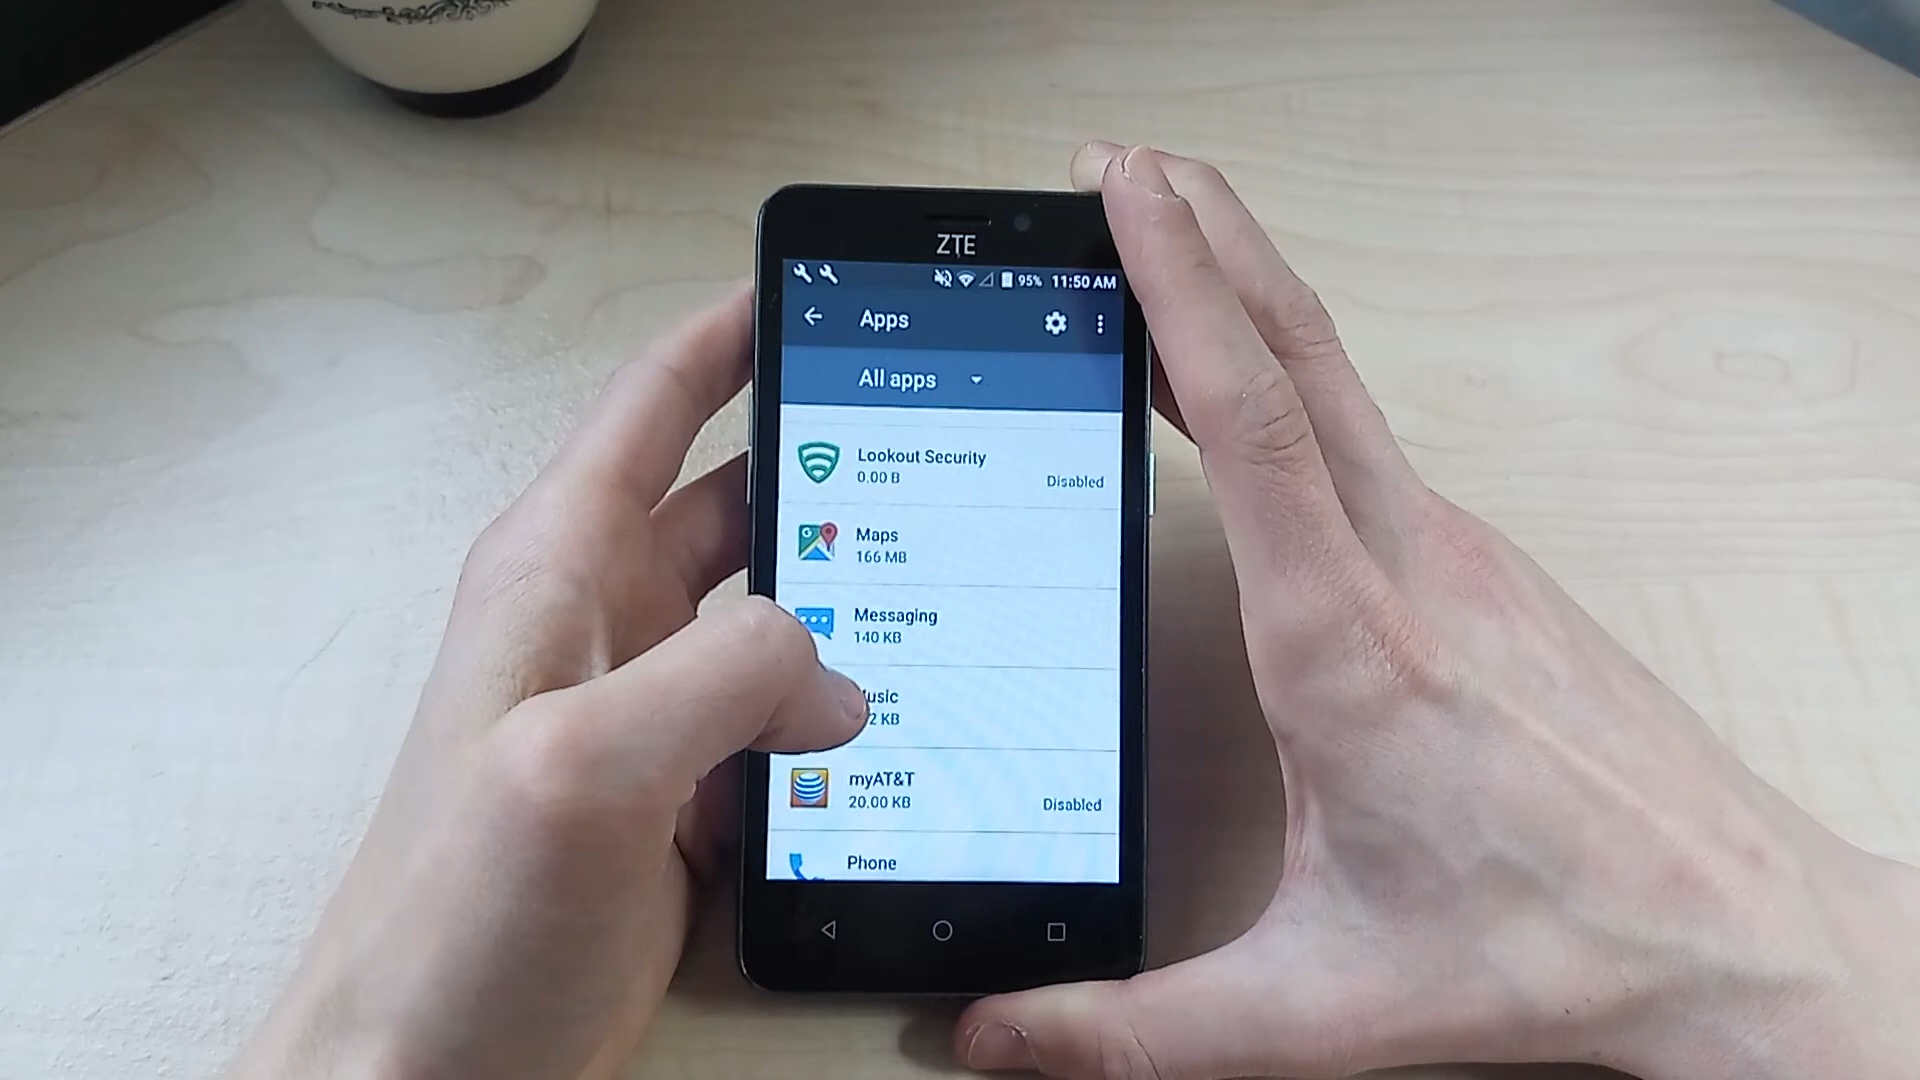 ZTE
95% 11:50 AM
Apps
All apps
Lookout Security
0.00 B
Disabled
Maps
166 MB
Messaging
140 KB
myAT&T
20.00 KB
Disabled
Phone